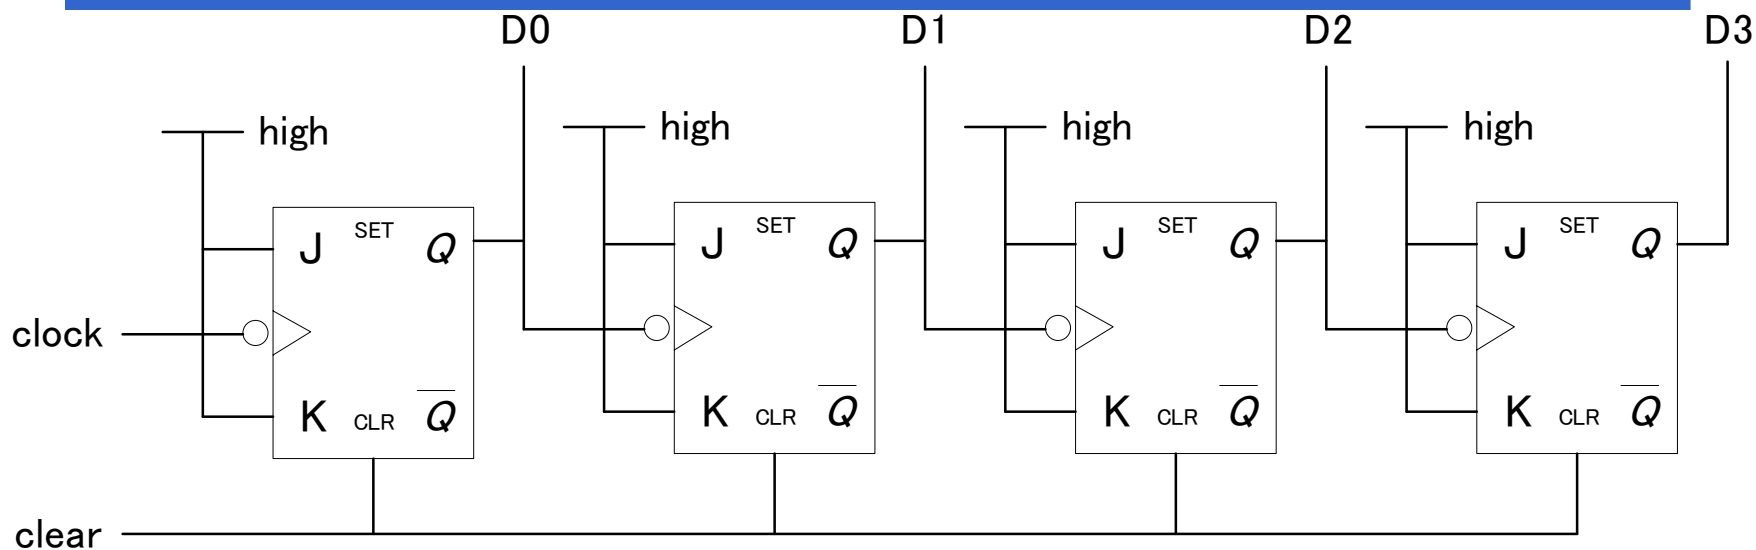 D0 D1 D2 D3
high high high high
J SET Q J SET Q J SET Q J SET Q
clock
K CLR Q̅ K CLR Q̅ K CLR Q̅ K CLR Q̅
clear